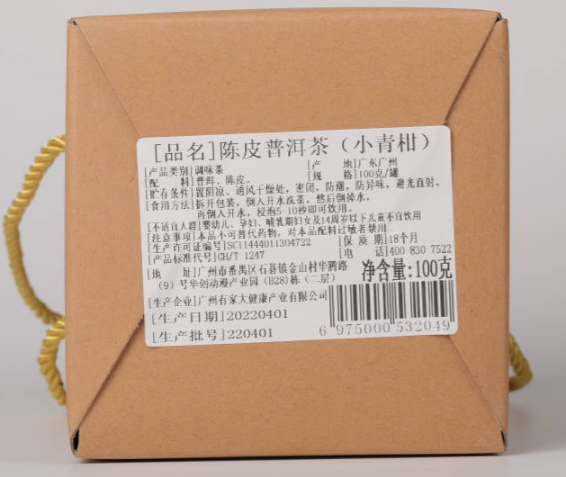 [品名]陈皮普洱茶（小青柑）
[产品类别]调味茶 [产 地]广东广州
[配 料]普洱、陈皮。 [规 格]100克/罐
[贮存条件]置阴凉、通风干燥处，密闭，防潮，防异味，避光直射。
[食用方法]拆开包装，倒入开水洗茶，然后倒掉水，
再倒入开水，浸泡5 10秒即可饮用。
[不适宜人群]婴幼儿、孕妇、哺乳期妇女及14周岁以下儿童不宜饮用
[注意事项]本品不可替代药物，对本品配料过敏者禁用
[生产许可证编号]SC11444011304722 [保 质 期]18个月
[产品标准代号]GH/T 1247 [电 话]400 830 7522
[地 址]广州市番禺区石碁镇金山村华腾路
（9）号华创动漫产业园（B28)栋（二层） 净含量:100克
[生产企业]广州有家大健康产业有限公司
[生产日期]20220401
[生产批号]220401
6 975000 532049